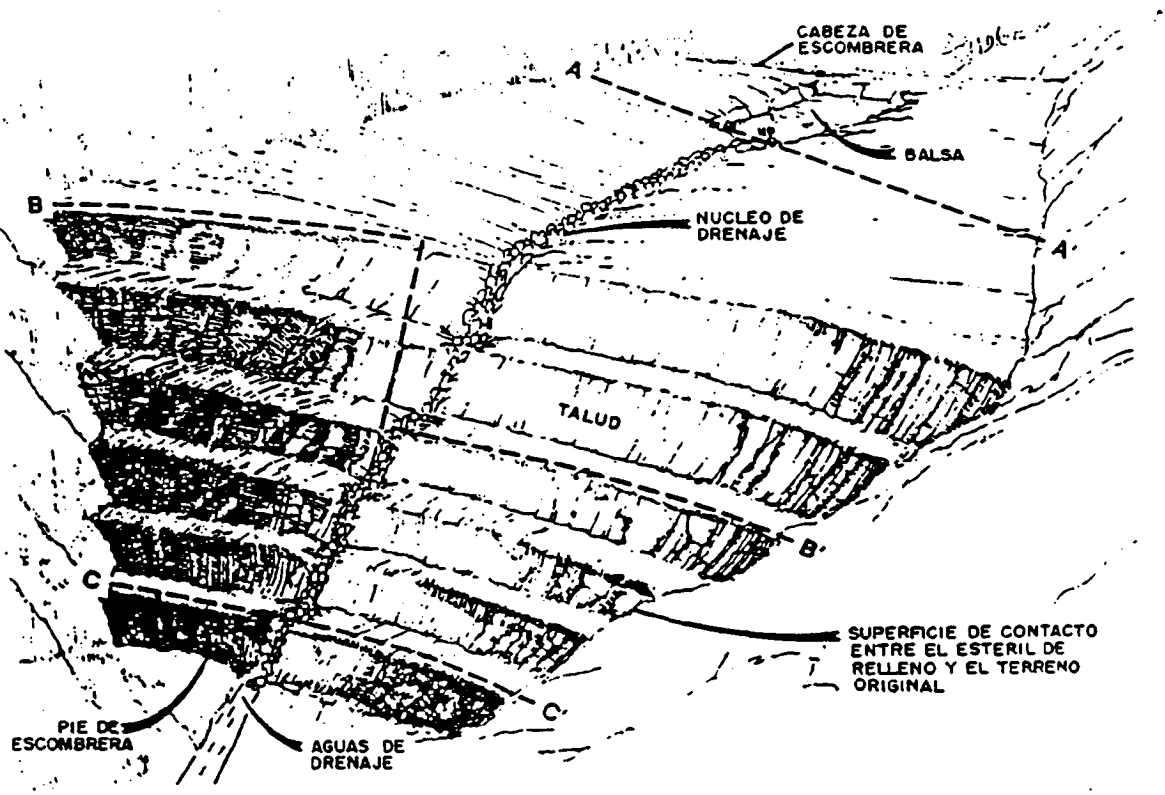 CABEZA DE
ESCOMBRERA
A
BALSA
B
NUCLEO DE
DRENAJE
A'
TALUD
B'
C
SUPERFICIE DE CONTACTO
ENTRE EL ESTERIL DE
RELLENO Y EL TERRENO
ORIGINAL
C'
PIE DE
ESCOMBRERA
AGUAS DE
DRENAJE